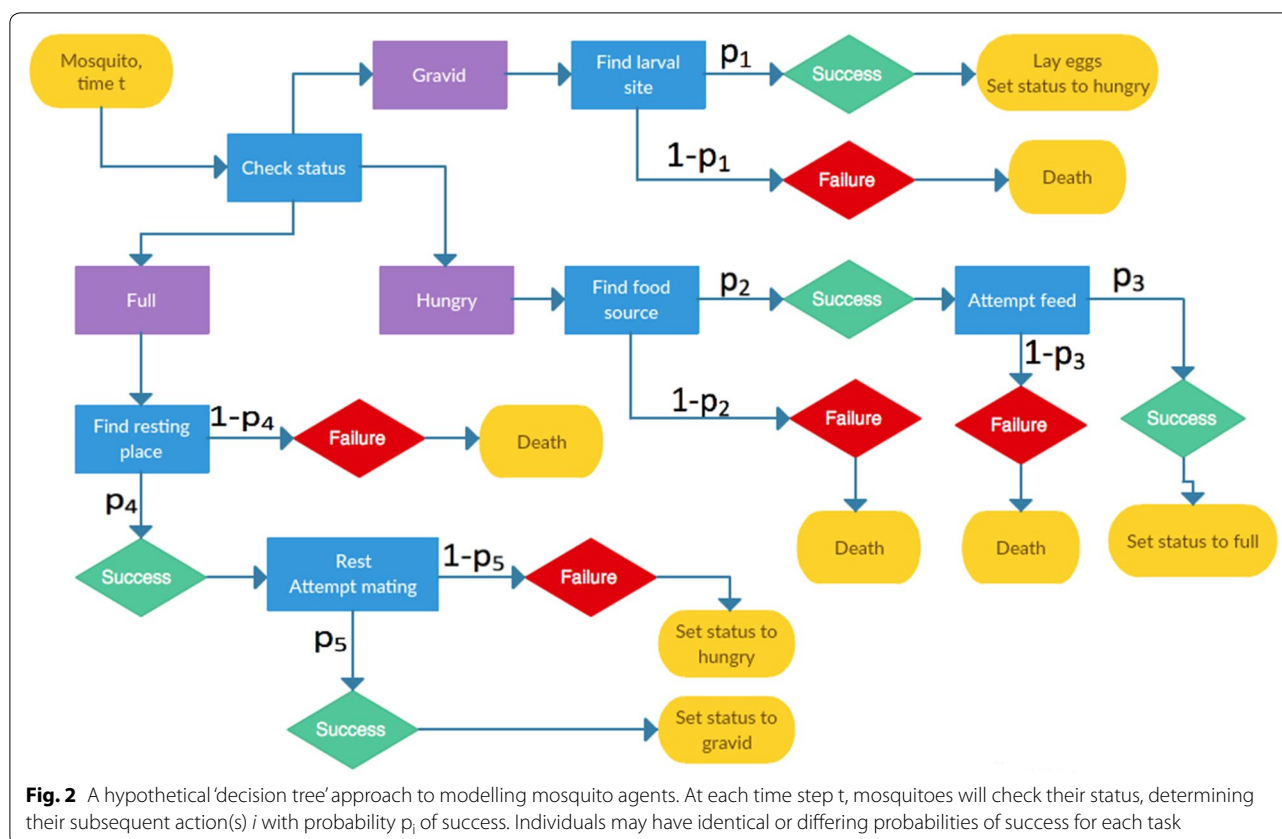 Mosquito,
time t
Check status
Gravid
Find larval
site
p1
Success
Lay eggs
Set status to hungry
1-p1
Failure
Death
Full
Hungry
Find food
source
p2
Success
Attempt feed
p3
Success
Set status to full
1-p3
Failure
Death
1-p2
Failure
Death
Find resting
place
1-p4
Failure
Death
p4
Success
Rest
Attempt mating
1-p5
Failure
Set status to
hungry
p5
Success
Set status to
gravid
Fig. 2 A hypothetical 'decision tree' approach to modelling mosquito agents. At each time step t, mosquitoes will check their status, determining
their subsequent action(s) i with probability pi of success. Individuals may have identical or differing probabilities of success for each task